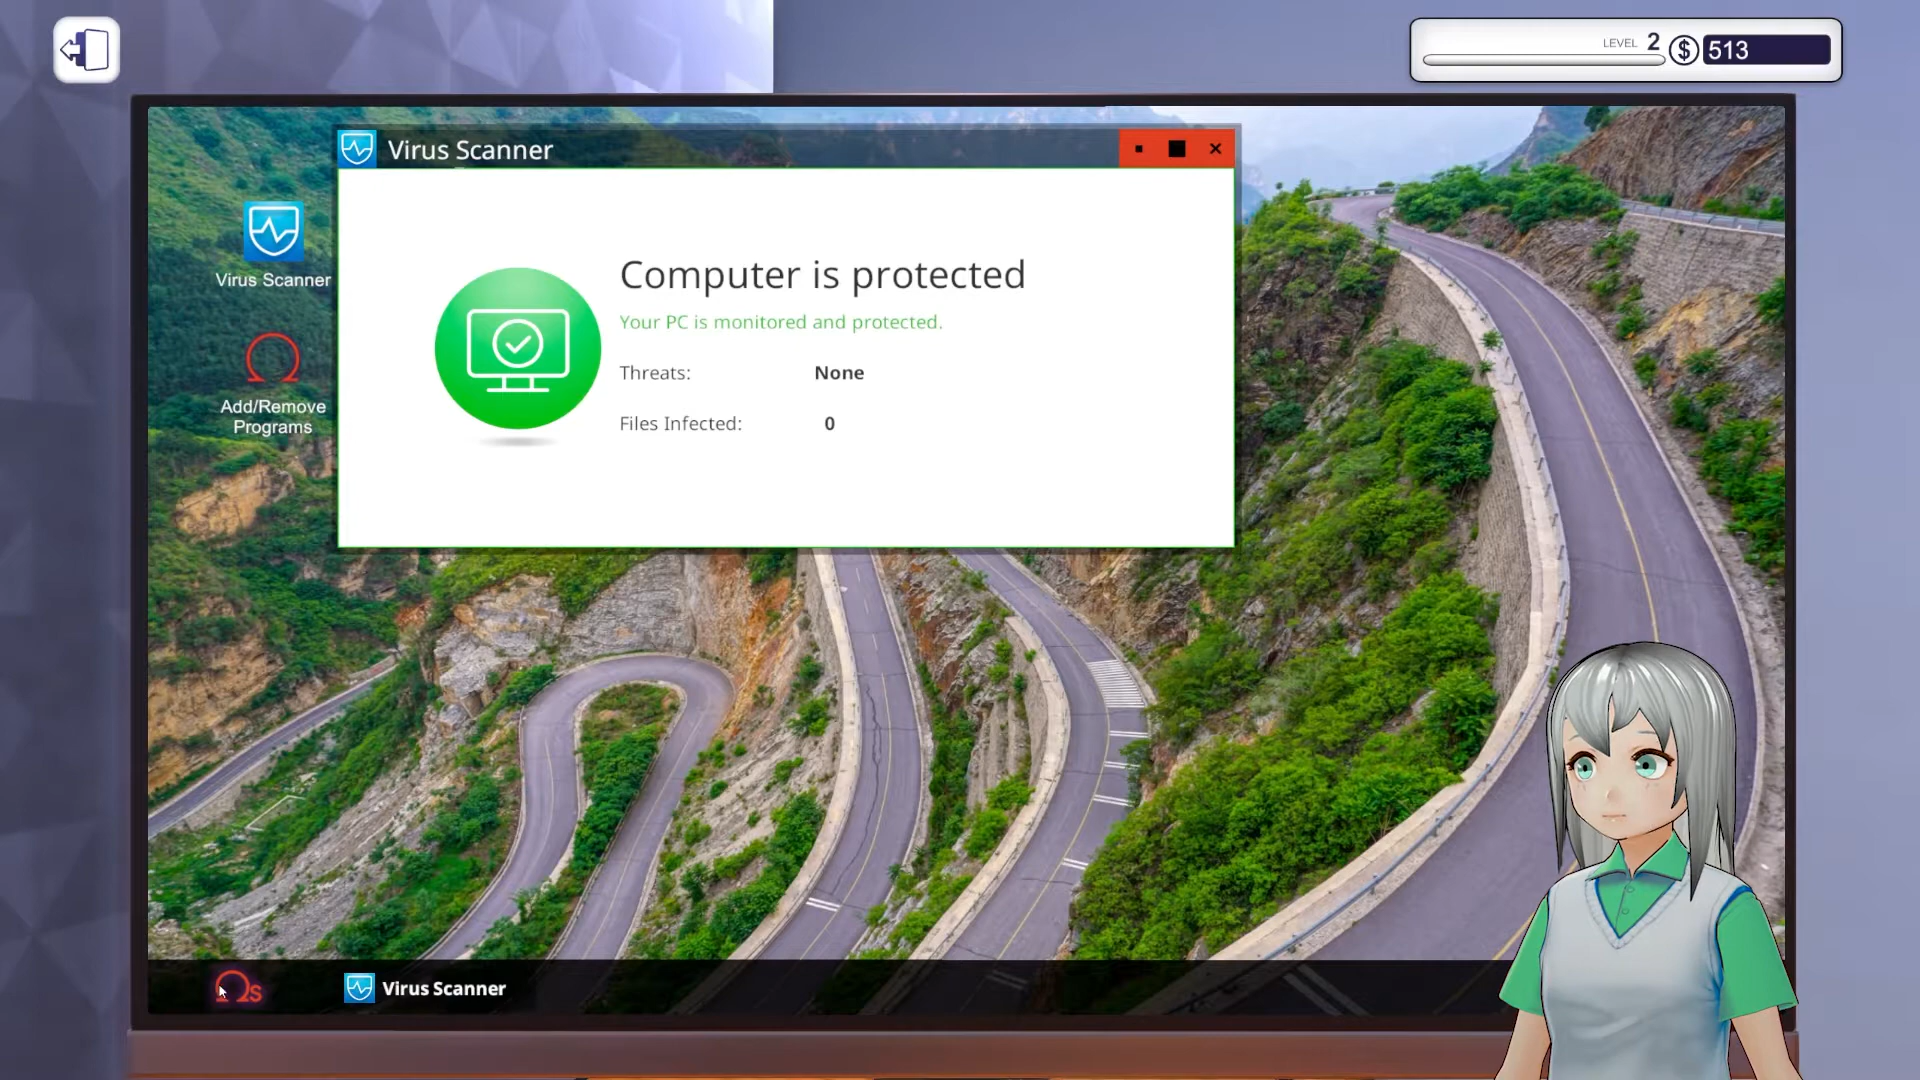 LEVEL 2 $ 513
Virus Scanner
Virus Scanner
Add/Remove
Programs
Computer is protected
Your PC is monitored and protected.
Threats: None
Files Infected: 0
Ωs
Virus Scanner